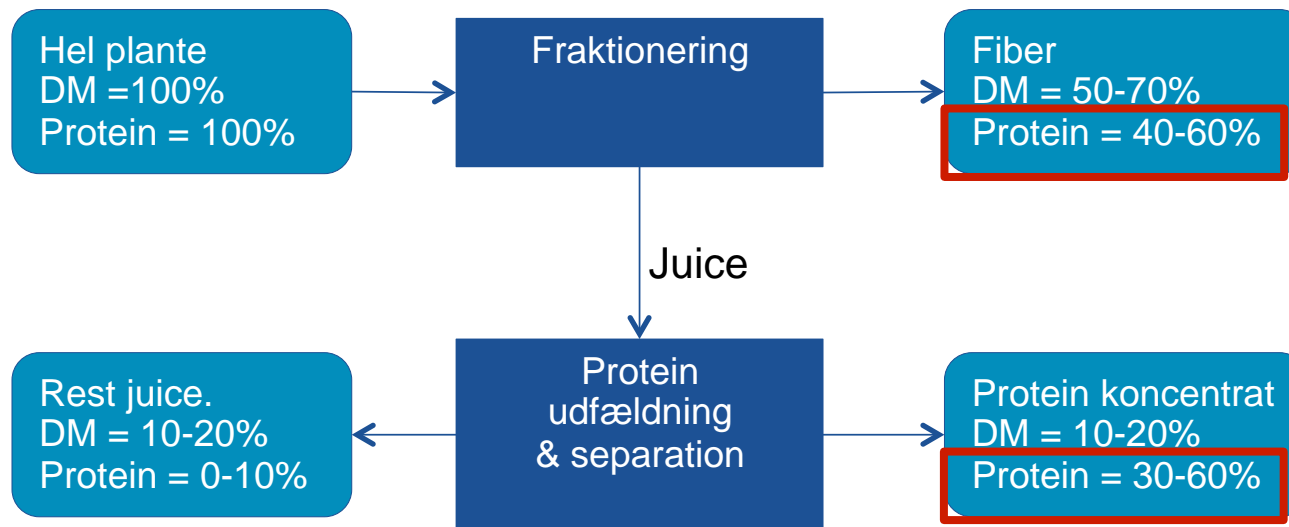 Hel plante
DM =100%
Protein = 100%
Fraktionering
Fiber
DM = 50-70%
Protein = 40-60%
Juice
Rest juice.
DM = 10-20%
Protein = 0-10%
Protein
udfældning
& separation
Protein koncentrat
DM = 10-20%
Protein = 30-60%